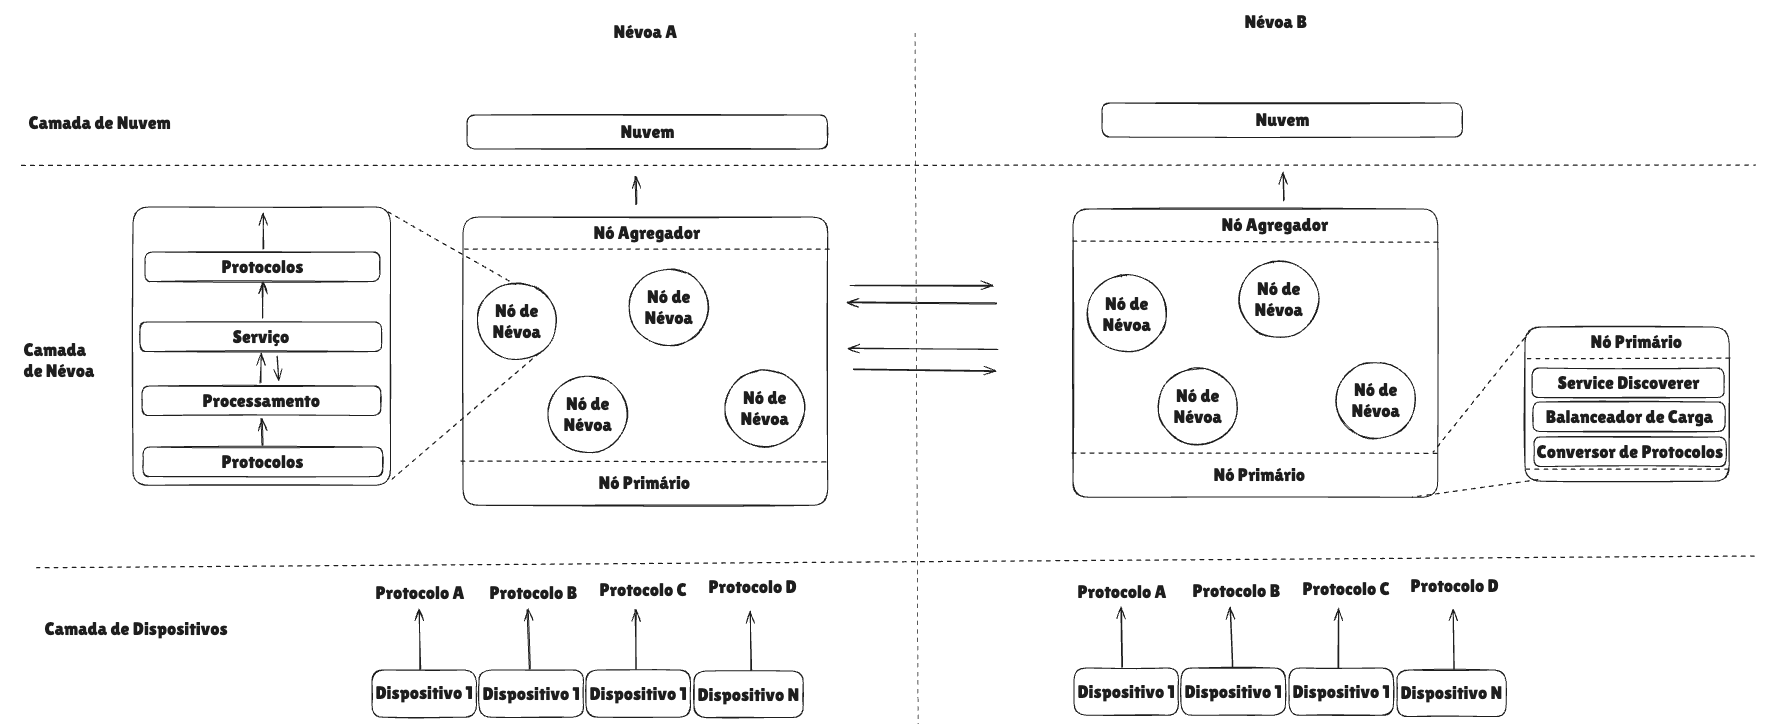 Névoa A
Névoa B
Camada de Nuvem
Nuvem
Nuvem
Camada
de Névoa
Protocolos
Serviço
Processamento
Protocolos
Nó Agregador
Nó de
Névoa
Nó de
Névoa
Nó de
Névoa
Nó de
Névoa
Nó Primário
Nó Agregador
Nó de
Névoa
Nó de
Névoa
Nó de
Névoa
Nó de
Névoa
Nó Primário
Nó Primário
Service Discoverer
Balanceador de Carga
Conversor de Protocolos
Camada de Dispositivos
Protocolo A
Protocolo B
Protocolo C
Protocolo D
Dispositivo 1
Dispositivo 1
Dispositivo 1
Dispositivo N
Protocolo A
Protocolo B
Protocolo C
Protocolo D
Dispositivo 1
Dispositivo 1
Dispositivo 1
Dispositivo N